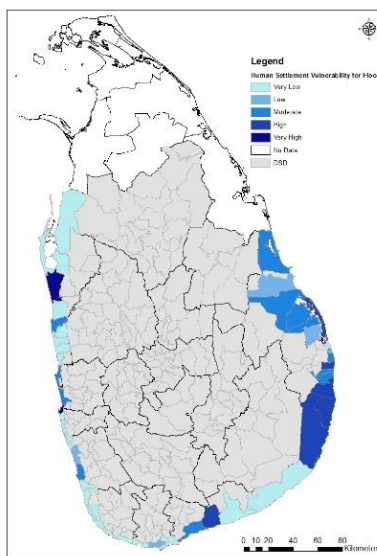 Legend
Human Settlement Vulnerability for Floo
Very Low
Low
Moderate
High
Very High
No Data
DSD
0 10 20 40 60 80
Kilometer